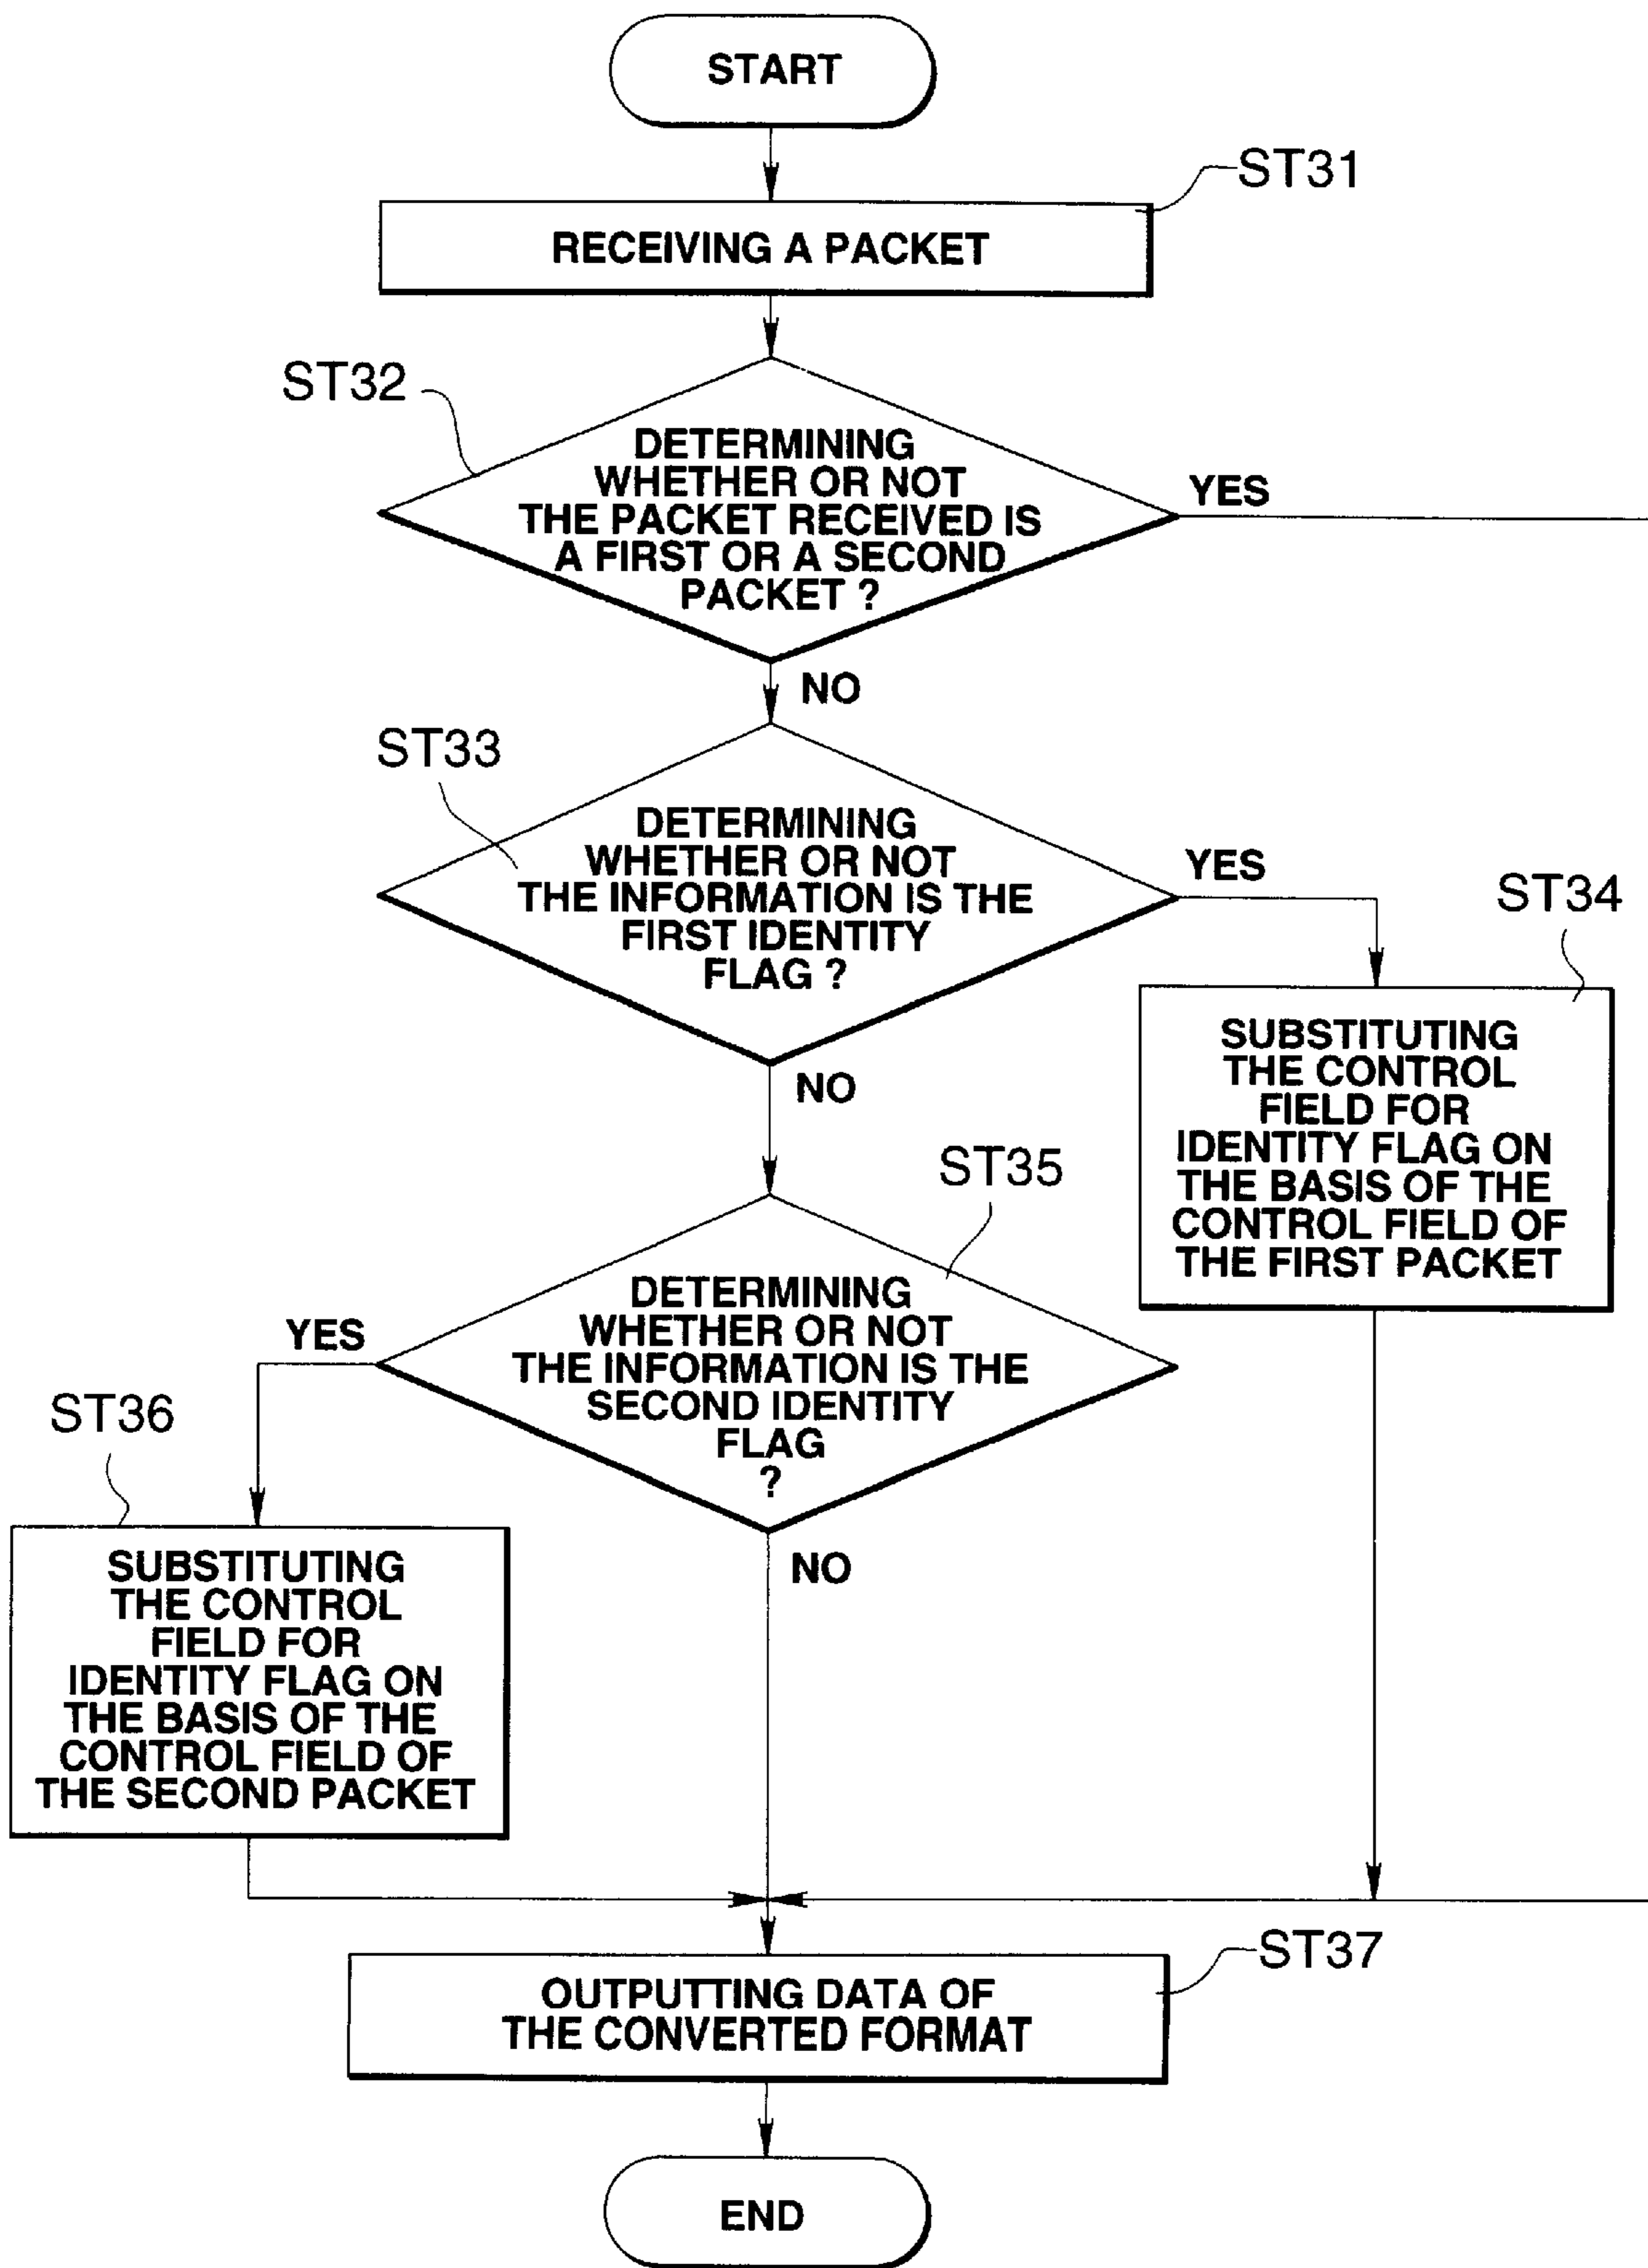 START
ST31
RECEIVING A PACKET
ST32
DETERMINING
WHETHER OR NOT
THE PACKET RECEIVED IS
A FIRST OR A SECOND
PACKET ?
YES
NO
ST33
DETERMINING
WHETHER OR NOT
THE INFORMATION IS THE
FIRST IDENTITY
FLAG ?
YES
ST34
SUBSTITUTING
THE CONTROL
FIELD FOR
IDENTITY FLAG ON
THE BASIS OF THE
CONTROL FIELD OF
THE FIRST PACKET
NO
ST35
DETERMINING
WHETHER OR NOT
THE INFORMATION IS THE
SECOND IDENTITY
FLAG
?
YES
ST36
SUBSTITUTING
THE CONTROL
FIELD FOR
IDENTITY FLAG ON
THE BASIS OF THE
CONTROL FIELD OF
THE SECOND PACKET
NO
ST37
OUTPUTTING DATA OF
THE CONVERTED FORMAT
END